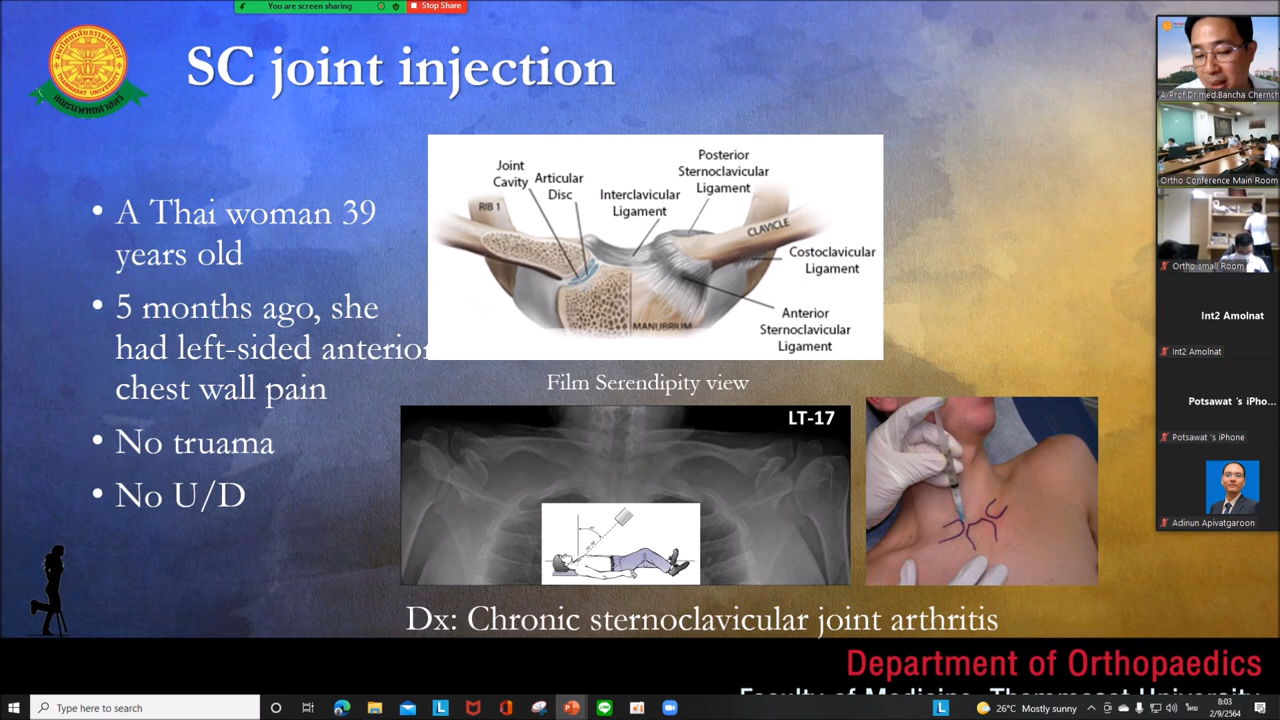 You are screen sharing
Stop Share
SC joint injection
• A Thai woman 39
years old
• 5 months ago, she
had left-sided anterior
chest wall pain
• No truama
• No U/D
Joint
Cavity
Articular
Disc
Interclavicular
Ligament
Posterior
Sternoclavicular
Ligament
RIB 1
CLAVICLE
Costoclavicular
Ligament
MANUBRIUM
Anterior
Sternoclavicular
Ligament
Film Serendipity view
LT-17
Dx: Chronic sternoclavicular joint arthritis
Department of Orthopaedics
Faculty of Medicine, Thammasat University
A/Prof.Dr.med.Bancha Chernch
Ortho Conference Main Room
Ortho small Room
Int2 Amolnat
Int2 Amolnat
Potsawat 's iPho...
Potsawat 's iPhone
Adinun Apivatgaroon
Type here to search
26°C Mostly sunny
ไทย
8:03
2/9/2564